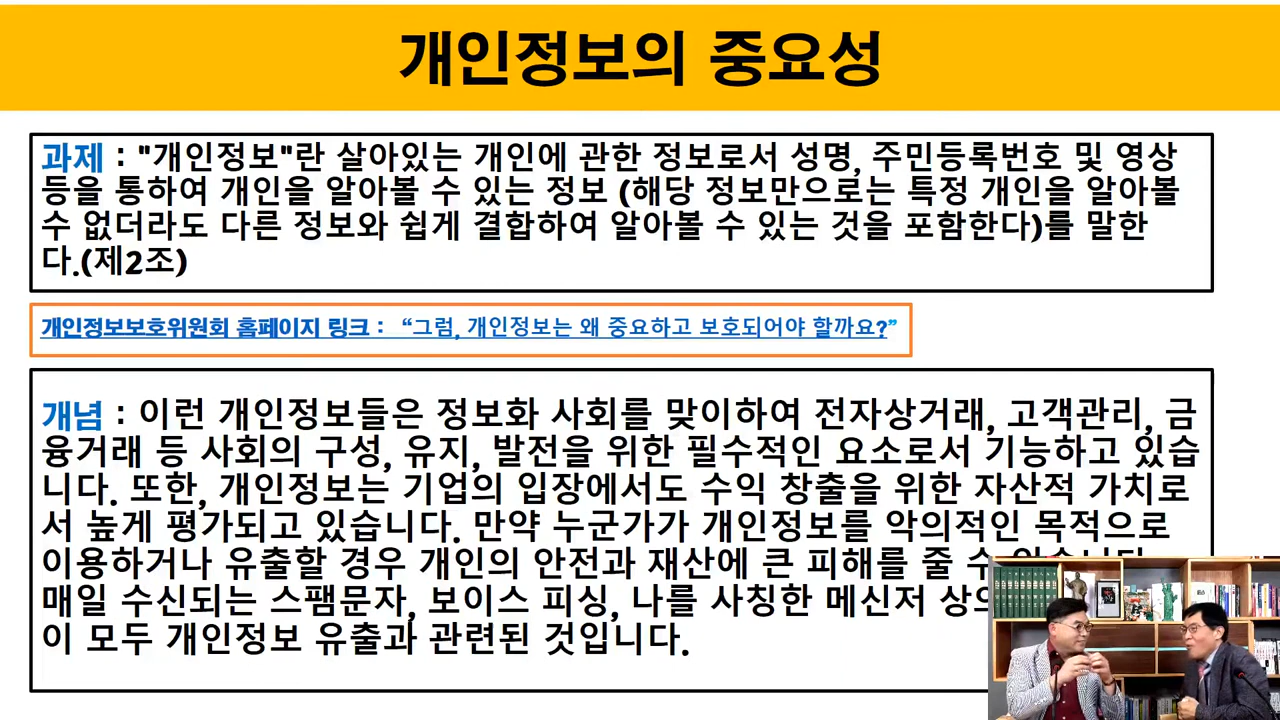 개인정보의 중요성
과제 : "개인정보"란 살아있는 개인에 관한 정보로서 성명, 주민등록번호 및 영상
등을 통하여 개인을 알아볼 수 있는 정보 (해당 정보만으로는 특정 개인을 알아볼
수 없더라도 다른 정보와 쉽게 결합하여 알아볼 수 있는 것을 포함한다)를 말한
다.(제2조)
개인정보보호위원회 홈페이지 링크 : “그럼, 개인정보는 왜 중요하고 보호되어야 할까요?”
개념 : 이런 개인정보들은 정보화 사회를 맞이하여 전자상거래, 고객관리, 금
융거래 등 사회의 구성, 유지, 발전을 위한 필수적인 요소로서 기능하고 있습
니다. 또한, 개인정보는 기업의 입장에서도 수익 창출을 위한 자산적 가치로
서 높게 평가되고 있습니다. 만약 누군가가 개인정보를 악의적인 목적으로
이용하거나 유출할 경우 개인의 안전과 재산에 큰 피해를 줄 수
매일 수신되는 스팸문자, 보이스 피싱, 나를 사칭한 메신저 상의
이 모두 개인정보 유출과 관련된 것입니다.